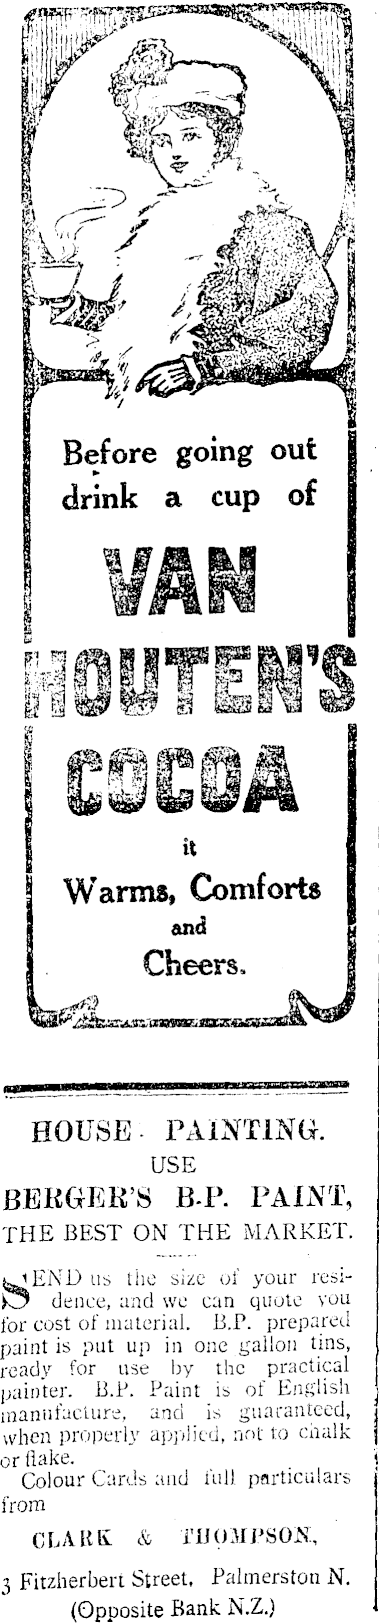 Before going out
drink a cup of
VAN
HOUTEN'S
COCOA
it
Warms, Comforts
and
Cheers.
HOUSE PAINTING.
USE
BERGER'S B.P. PAINT,
THE BEST ON THE MARKET.
SEND us the size of your resi-
dence, and we can quote you
for cost of material. B.P. prepared
paint is put up in one gallon tins,
ready for use by the practical
painter. B.P. Paint is of English
manufacture, and is guaranteed,
when properly applied, not to chalk
or flake.
Colour Cards and full particulars
from
CLARK & THOMPSON,
3 Fitzherbert Street, Palmerston N.
(Opposite Bank N.Z.)